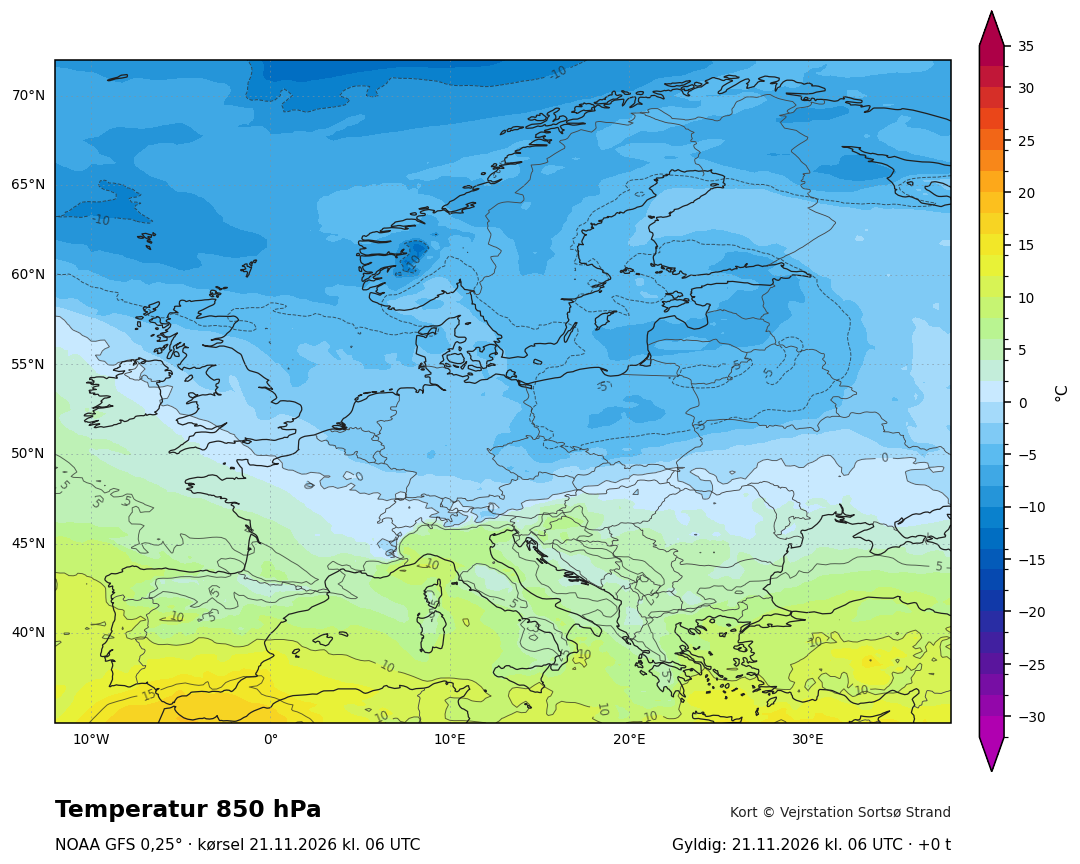 70°N
65°N
60°N
55°N
50°N
45°N
40°N
10°W
0°
10°E
20°E
30°E
35
30
25
20
15
10
5
0
−5
−10
−15
−20
−25
−30
°C
Temperatur 850 hPa
Kort © Vejrstation Sortsø Strand
NOAA GFS 0,25° · kørsel 21.11.2026 kl. 06 UTC
Gyldig: 21.11.2026 kl. 06 UTC · +0 t